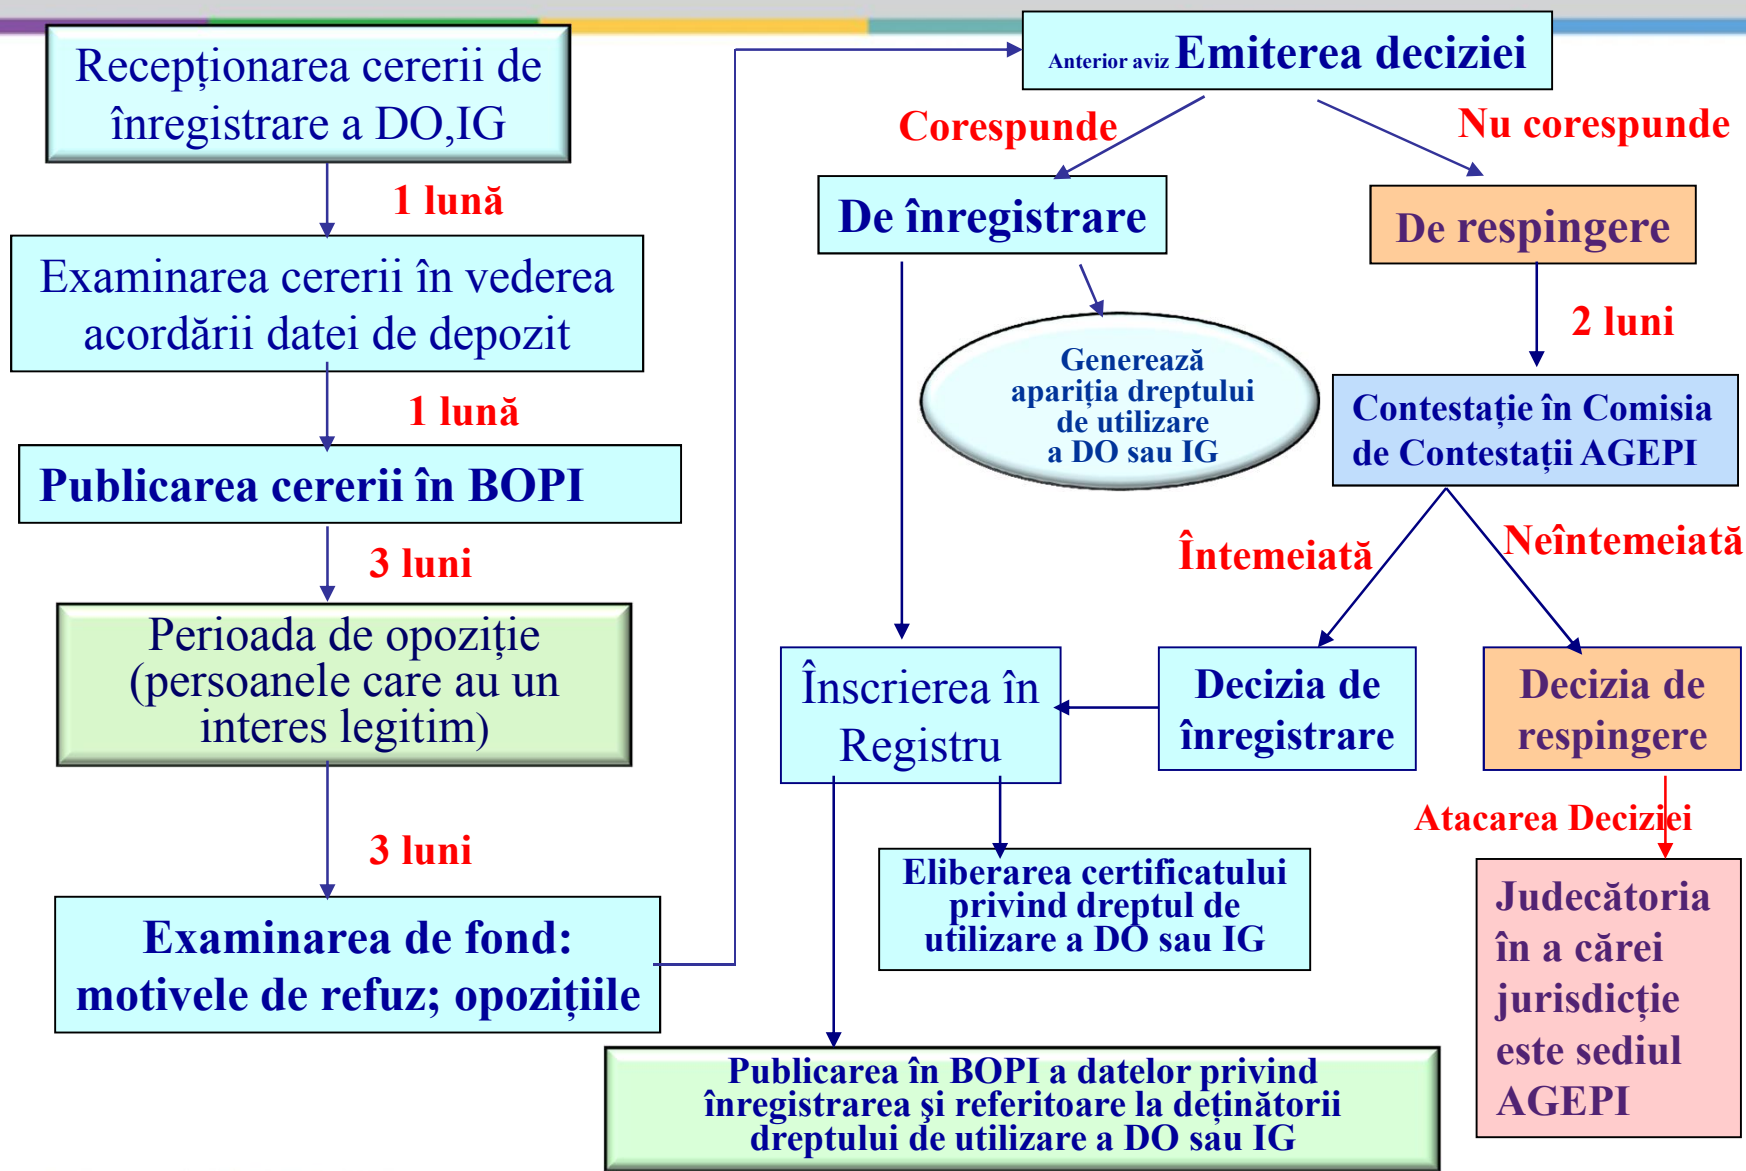 Recepționarea cererii de
înregistrare a DO,IG
1 lună
Examinarea cererii în vederea
acordării datei de depozit
1 lună
Publicarea cererii în BOPI
3 luni
Perioada de opoziție
(persoanele care au un
interes legitim)
3 luni
Examinarea de fond:
motivele de refuz; opozițiile
Anterior aviz Emiterea deciziei
Corespunde
Nu corespunde
De înregistrare
De respingere
2 luni
Generează
apariția dreptului
de utilizare
a DO sau IG
Contestație în Comisia
de Contestații AGEPI
Întemeiată
Neîntemeiată
Înscrierea în
Registru
Decizia de
înregistrare
Decizia de
respingere
Atacarea Deciziei
Eliberarea certificatului
privind dreptul de
utilizare a DO sau IG
Judecătoria
în a cărei
jurisdicție
este sediul
AGEPI
Publicarea în BOPI a datelor privind
înregistrarea şi referitoare la deținătorii
dreptului de utilizare a DO sau IG